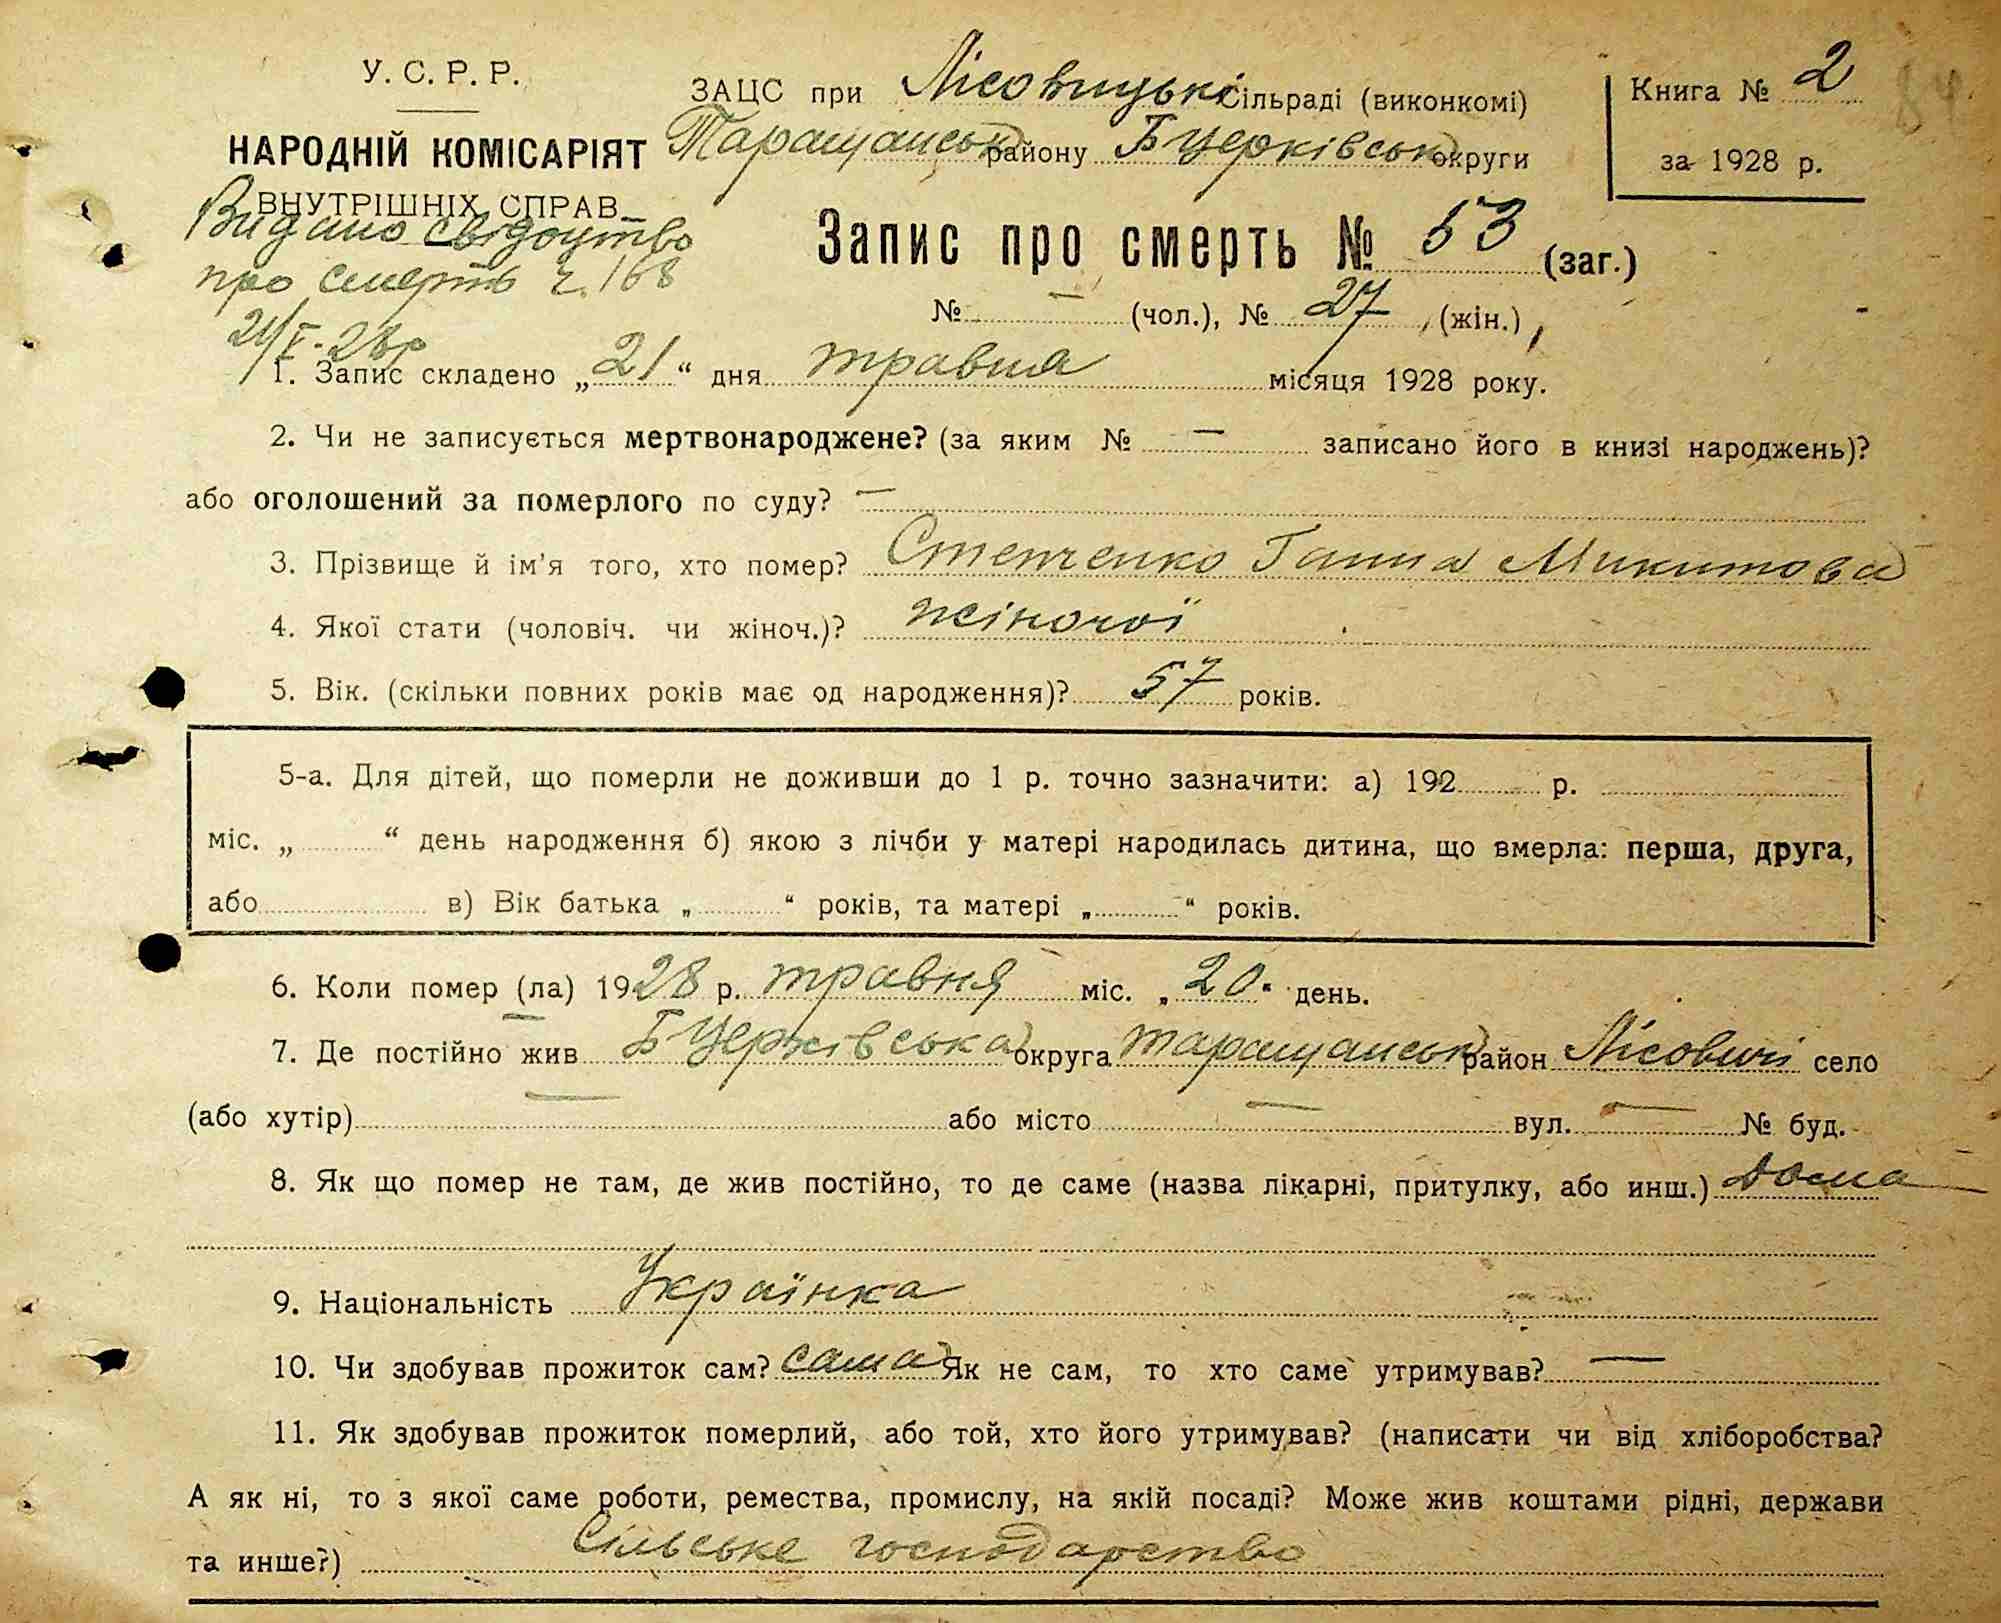 У. С. Р. Р.
НАРОДНІЙ КОМІСАРІЯТ
ВНУТРІШНІХ СПРАВ
Видано свідоцтво
про смерть ч. 168
21/V-28р
ЗАЦС при Лісовицькі Сільраді (виконкомі)
Таращанськ району БЦерківськ округи
Книга № 2
за 1928 р.
Запис про смерть № 53 (заг.)
№ — (чол.), № 27 (жін.)
1. Запис складено „21“ дня травня місяця 1928 року.
2. Чи не записується мертвонароджене? (за яким № — записано його в книзі народжень)?
або оголошений за померлого по суду? —
3. Прізвище й ім'я того, хто помер? Степченко Ганна Микитова
4. Якої стати (чоловіч. чи жіноч.)? жіночої
5. Вік. (скільки повних років має од народження)? 57 років.
5-а. Для дітей, що померли не доживши до 1 р. точно зазначити: а) 192 р.
міс. „ “ день народження б) якою з лічби у матері народилась дитина, що вмерла: перша, друга,
або в) Вік батька „ “ років, та матері „ “ років.
6. Коли помер (ла) 1928 р. травня міс. „20“ день.
7. Де постійно жив БЦерківська округа таращанськ район Лісовичі село
(або хутір) — або місто — вул. — № буд.
8. Як що помер не там, де жив постійно, то де саме (назва лікарні, притулку, або инш.) дома
9. Національність Українка
10. Чи здобував прожиток сам? сама Як не сам, то хто саме утримував? —
11. Як здобував прожиток померлий, або той, хто його утримував? (написати чи від хліборобства?
А як ні, то з якої саме роботи, ремества, промислу, на якій посаді? Може жив коштами рідні, держави
та инше?) Сільське господарство